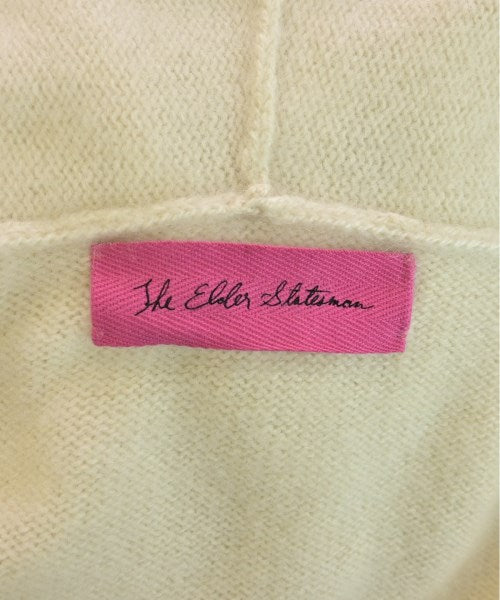 The Elder Statesman